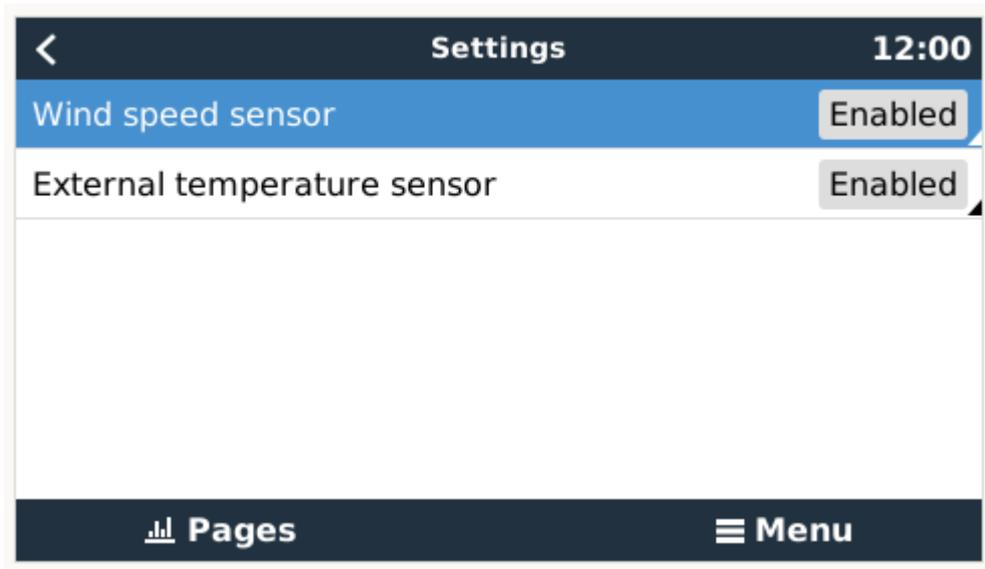 Settings 12:00
Wind speed sensor Enabled
External temperature sensor Enabled
Pages Menu